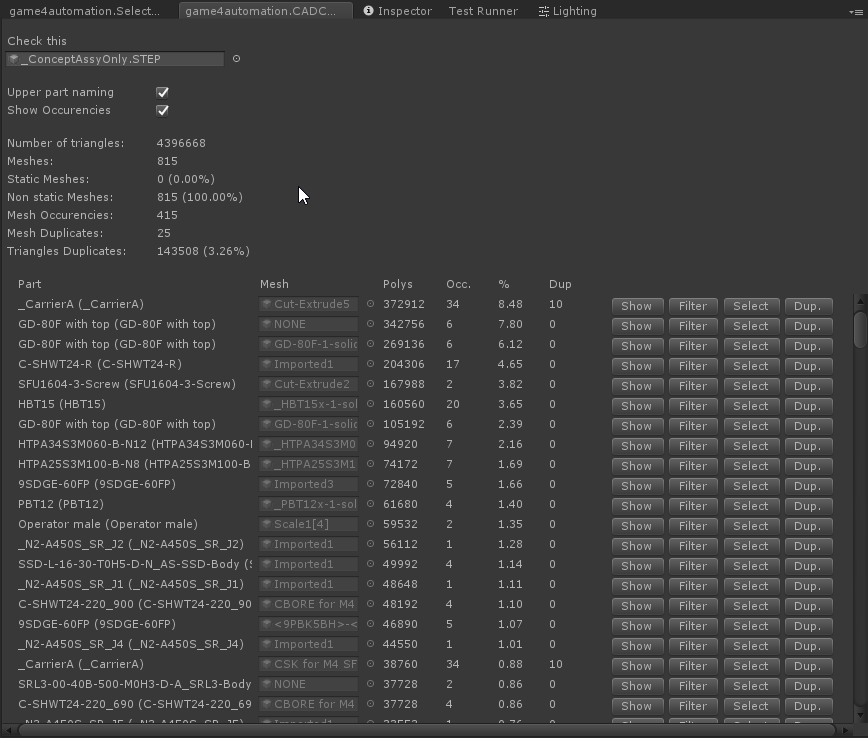 game4automation.Select... game4automation.CADC... Inspector Test Runner Lighting
Check this
_ConceptAssyOnly.STEP
Upper part naming
Show Occurencies
Number of triangles: 4396668
Meshes: 815
Static Meshes: 0 (0.00%)
Non static Meshes: 815 (100.00%)
Mesh Occurencies: 415
Mesh Duplicates: 25
Triangles Duplicates: 143508 (3.26%)
Part Mesh Polys Occ. % Dup
_CarrierA (_CarrierA) Cut-Extrude5 372912 34 8.48 10 Show Filter Select Dup.
GD-80F with top (GD-80F with top) NONE 342756 6 7.80 0 Show Filter Select Dup.
GD-80F with top (GD-80F with top) GD-80F-1-solid 269136 6 6.12 0 Show Filter Select Dup.
C-SHWT24-R (C-SHWT24-R) Imported1 204306 17 4.65 0 Show Filter Select Dup.
SFU1604-3-Screw (SFU1604-3-Screw) Cut-Extrude2 167988 2 3.82 0 Show Filter Select Dup.
HBT15 (HBT15) _HBT15x-1-sol 160560 20 3.65 0 Show Filter Select Dup.
GD-80F with top (GD-80F with top) GD-80F-1-solid 105192 6 2.39 0 Show Filter Select Dup.
HTPA34S3M060-B-N12 (HTPA34S3M060-I _HTPA34S3M0 94920 7 2.16 0 Show Filter Select Dup.
HTPA25S3M100-B-N8 (HTPA25S3M100-B _HTPA25S3M1 74172 7 1.69 0 Show Filter Select Dup.
9SDGE-60FP (9SDGE-60FP) Imported3 72840 5 1.66 0 Show Filter Select Dup.
PBT12 (PBT12) _PBT12x-1-sol 61680 4 1.40 0 Show Filter Select Dup.
Operator male (Operator male) Scale1[4] 59532 2 1.35 0 Show Filter Select Dup.
_N2-A450S_SR_J2 (_N2-A450S_SR_J2) Imported1 56112 1 1.28 0 Show Filter Select Dup.
SSD-L-16-30-T0H5-D-N_AS-SSD-Body (S Imported1 49992 4 1.14 0 Show Filter Select Dup.
_N2-A450S_SR_J1 (_N2-A450S_SR_J1) Imported1 48648 1 1.11 0 Show Filter Select Dup.
C-SHWT24-220_900 (C-SHWT24-220_90 CBORE for M4 48192 4 1.10 0 Show Filter Select Dup.
9SDGE-60FP (9SDGE-60FP) <9PBK5BH>-< 46890 5 1.07 0 Show Filter Select Dup.
_N2-A450S_SR_J4 (_N2-A450S_SR_J4) Imported1 44550 1 1.01 0 Show Filter Select Dup.
_CarrierA (_CarrierA) CSK for M4 SF 38760 34 0.88 10 Show Filter Select Dup.
SRL3-00-40B-500-M0H3-D-A_SRL3-Body NONE 37728 2 0.86 0 Show Filter Select Dup.
C-SHWT24-220_690 (C-SHWT24-220_69 CBORE for M4 37728 4 0.86 0 Show Filter Select Dup.